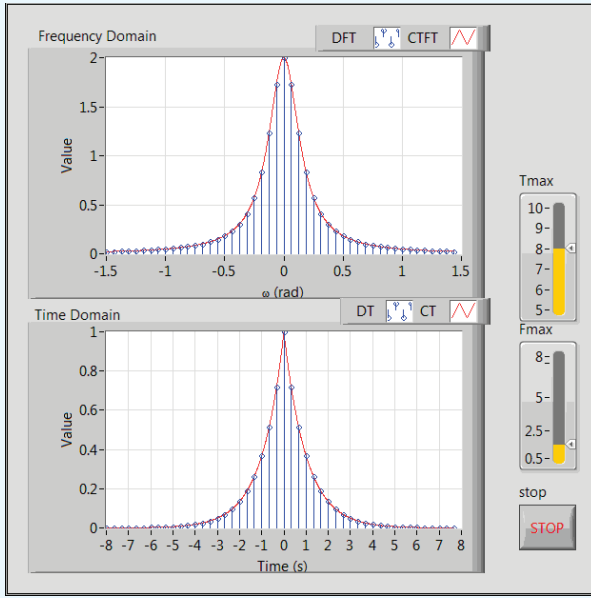 Frequency Domain
DFT CTFT
Value
2
1.5
1
0.5
0
-1.5 -1 -0.5 0 0.5 1 1.5
ω (rad)
Time Domain
DT CT
Value
1
0.8
0.6
0.4
0.2
0
-8 -7 -6 -5 -4 -3 -2 -1 0 1 2 3 4 5 6 7 8
Time (s)
Tmax
10
9
8
7
6
5
Fmax
8
5
2.5
0.5
stop
STOP